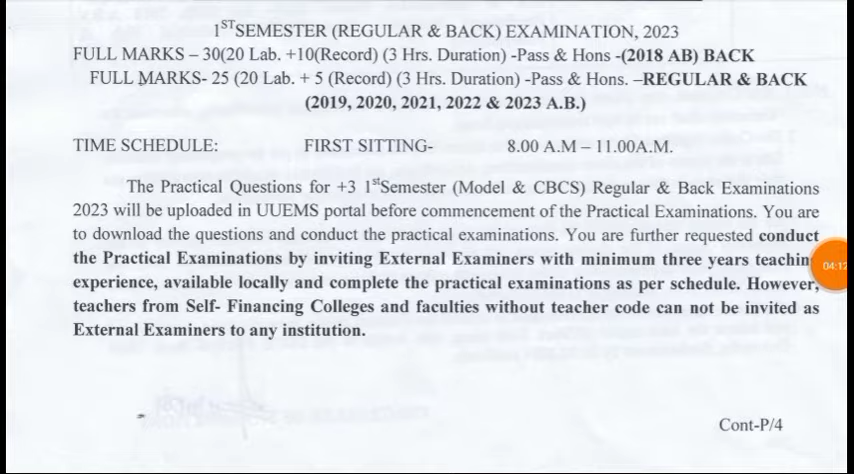 1STSEMESTER (REGULAR & BACK) EXAMINATION, 2023
FULL MARKS – 30(20 Lab. +10(Record) (3 Hrs. Duration) -Pass & Hons -(2018 AB) BACK
FULL MARKS- 25 (20 Lab. + 5 (Record) (3 Hrs. Duration) -Pass & Hons. –REGULAR & BACK
(2019, 2020, 2021, 2022 & 2023 A.B.)
TIME SCHEDULE: FIRST SITTING- 8.00 A.M – 11.00A.M.
The Practical Questions for +3 1stSemester (Model & CBCS) Regular & Back Examinations
2023 will be uploaded in UUEMS portal before commencement of the Practical Examinations. You are
to download the questions and conduct the practical examinations. You are further requested conduct
the Practical Examinations by inviting External Examiners with minimum three years teachin
experience, available locally and complete the practical examinations as per schedule. However,
teachers from Self- Financing Colleges and faculties without teacher code can not be invited as
External Examiners to any institution.
04:12
Cont-P/4